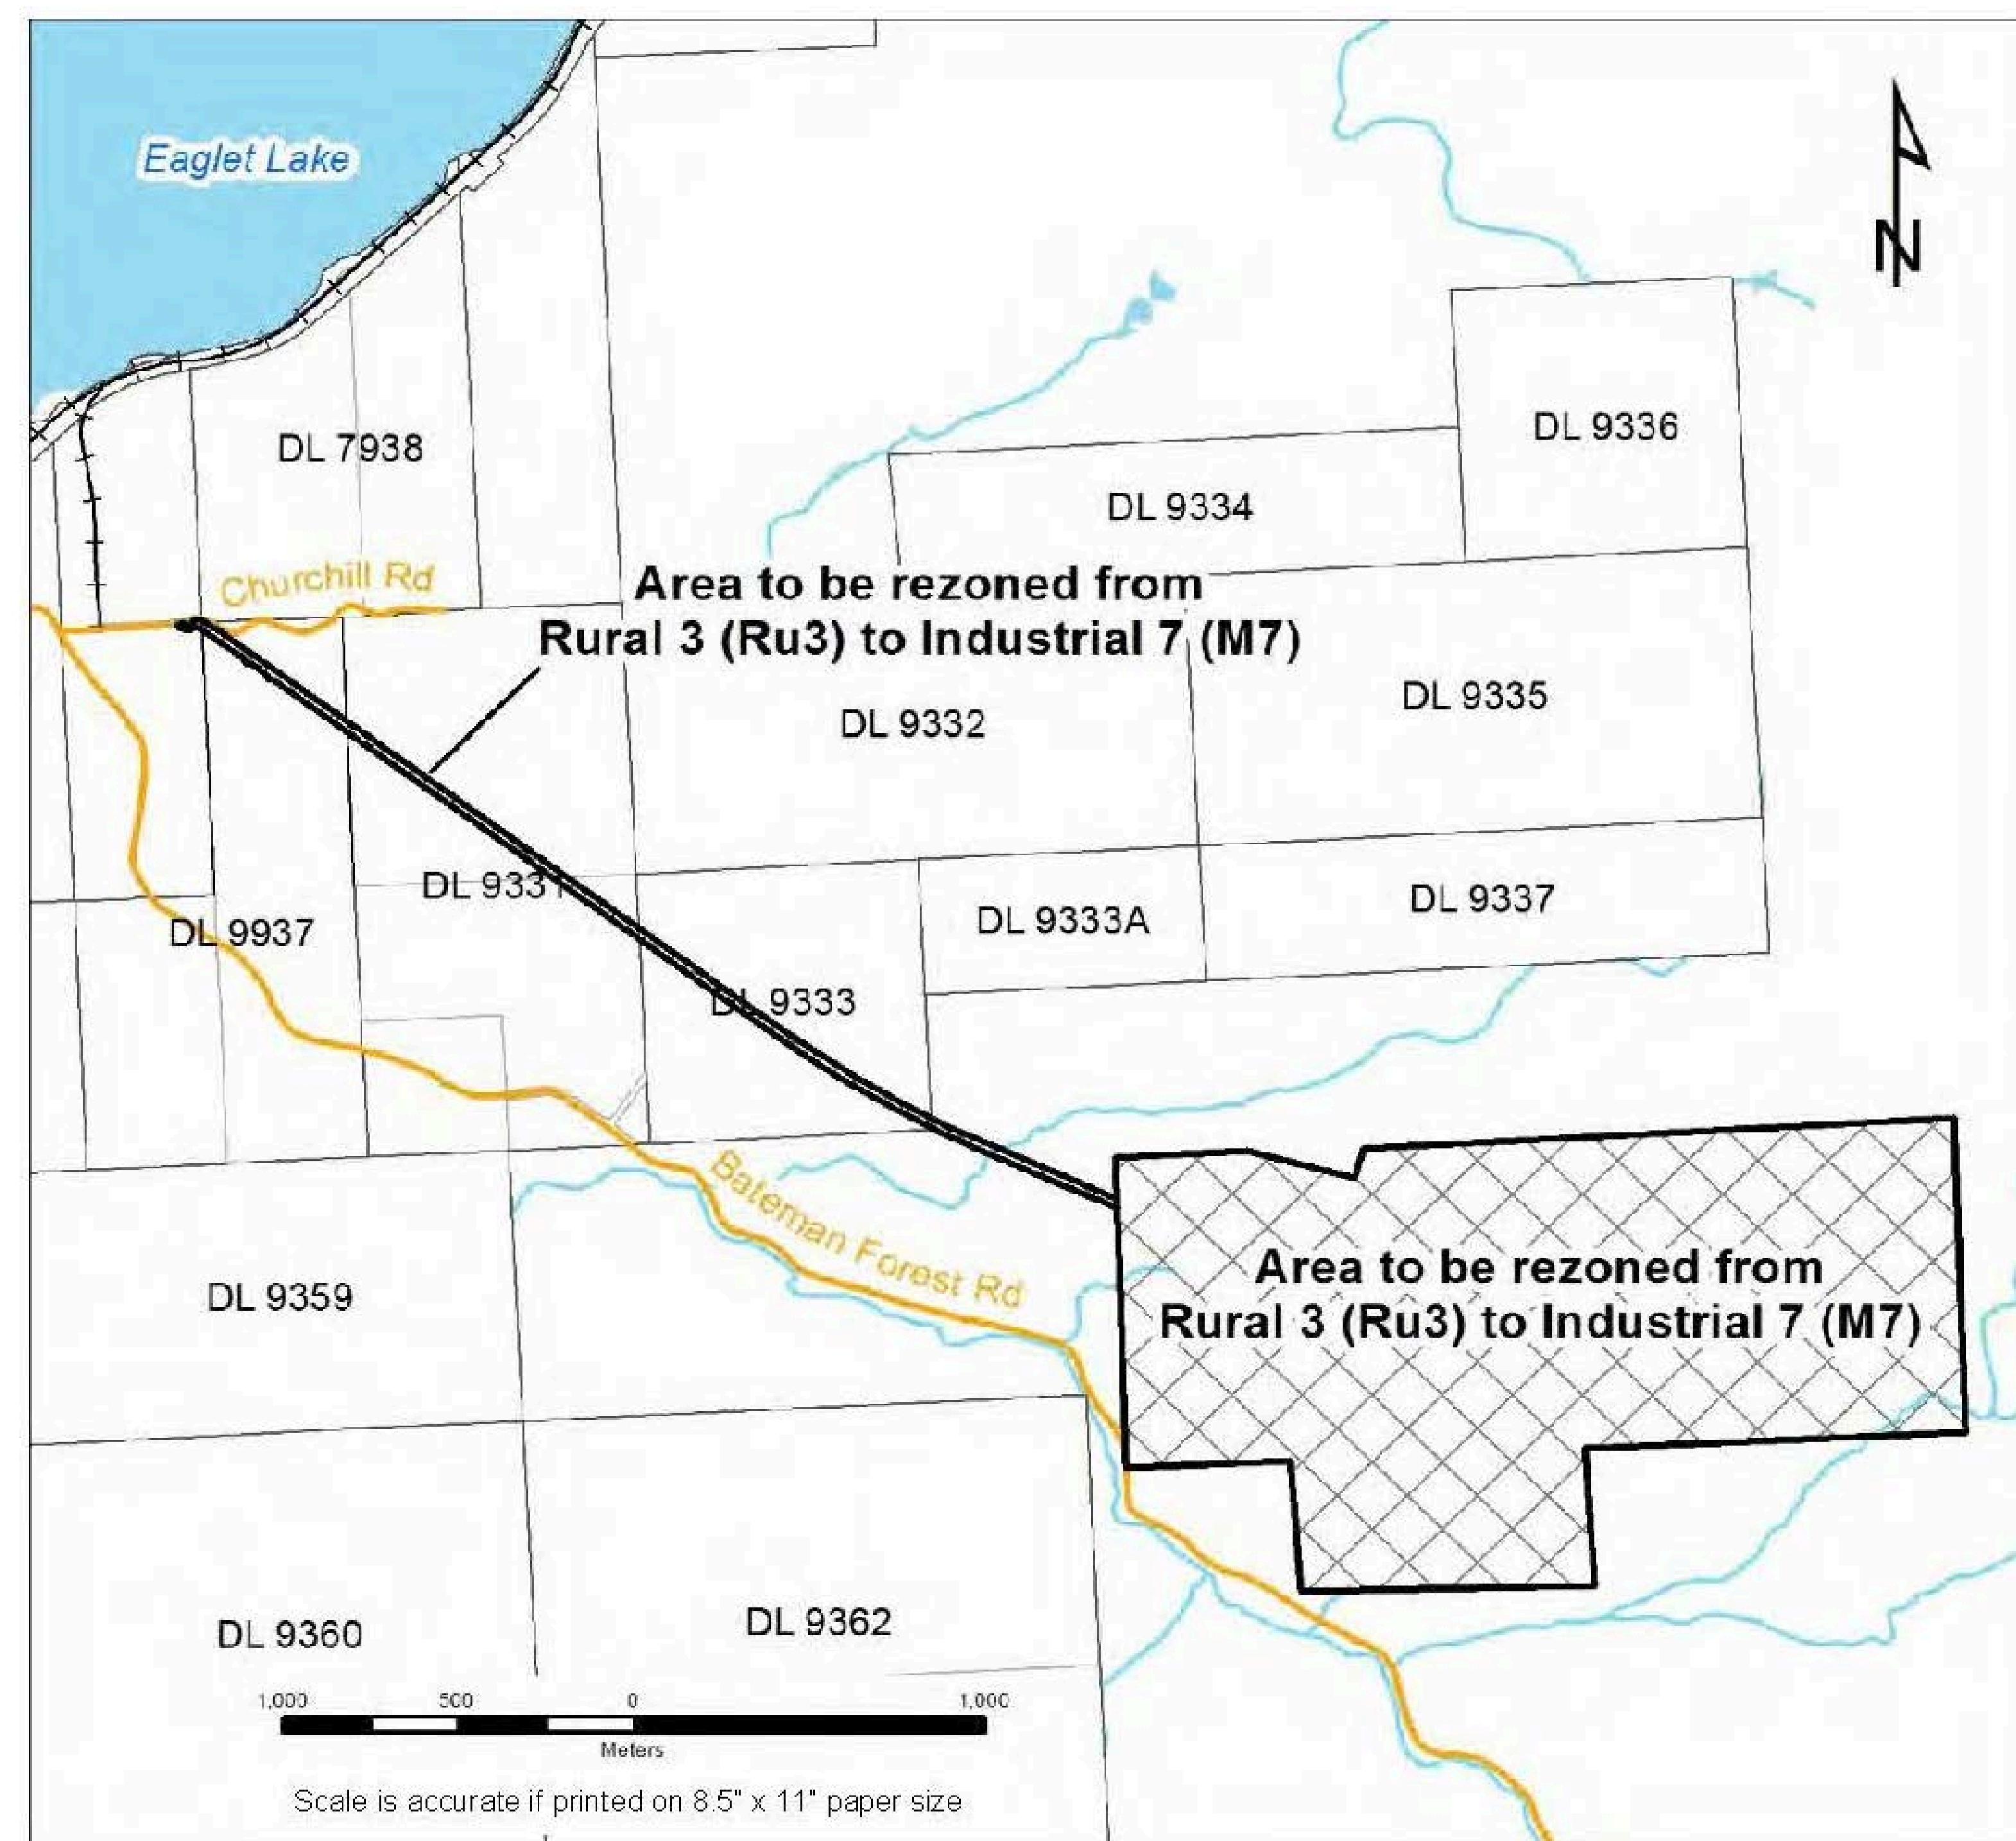 Eaglet Lake
N
DL 7938
DL 9336
DL 9334
Churchill Rd
Area to be rezoned from
Rural 3 (Ru3) to Industrial 7 (M7)
DL 9332
DL 9335
DL 9331
DL 9333A
DL 9337
DL 9937
DL 9333
Bateman Forest Rd
Area to be rezoned from
Rural 3 (Ru3) to Industrial 7 (M7)
DL 9359
DL 9360
DL 9362
1,000 500 0 1,000
Meters
Scale is accurate if printed on 8.5" x 11" paper size